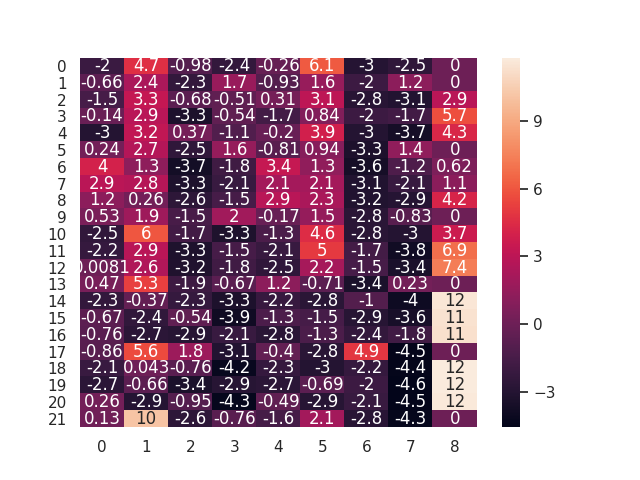 0 -2 4.7 -0.98 -2.4 -0.26 6.1 -3 -2.5 0
1 -0.66 2.4 -2.3 1.7 -0.93 1.6 -2 1.2 0
2 -1.5 3.3 -0.68 -0.51 0.31 3.1 -2.8 -3.1 2.9
3 -0.14 2.9 -3.3 -0.54 -1.7 0.84 -2 -1.7 5.7
4 -3 3.2 0.37 -1.1 -0.2 3.9 -3 -3.7 4.3
5 0.24 2.7 -2.5 1.6 -0.81 0.94 -3.3 1.4 0
6 4 1.3 -3.7 -1.8 3.4 1.3 -3.6 -1.2 0.62
7 2.9 2.8 -3.3 -2.1 2.1 2.1 -3.1 -2.1 1.1
8 1.2 0.26 -2.6 -1.5 2.9 2.3 -3.2 -2.9 4.2
9 0.53 1.9 -1.5 2 -0.17 1.5 -2.8 -0.83 0
10 -2.5 6 -1.7 -3.3 -1.3 4.6 -2.8 -3 3.7
11 -2.2 2.9 -3.3 -1.5 -2.1 5 -1.7 -3.8 6.9
12 0.0081 2.6 -3.2 -1.8 -2.5 2.2 -1.5 -3.4 7.4
13 0.47 5.3 -1.9 -0.67 1.2 -0.71 -3.4 0.23 0
14 -2.3 -0.37 -2.3 -3.3 -2.2 -2.8 -1 -4 12
15 -0.67 -2.4 -0.54 -3.9 -1.3 -1.5 -2.9 -3.6 11
16 -0.76 -2.7 -2.9 -2.1 -2.8 -1.3 -2.4 -1.8 11
17 -0.86 5.6 1.8 -3.1 -0.4 -2.8 4.9 -4.5 0
18 -2.1 0.043 -0.76 -4.2 -2.3 -3 -2.2 -4.4 12
19 -2.7 -0.66 -3.4 -2.9 -2.7 -0.69 -2 -4.6 12
20 0.26 -2.9 -0.95 -4.3 -0.49 -2.9 -2.1 -4.5 12
21 0.13 10 -2.6 -0.76 -1.6 2.1 -2.8 -4.3 0
0 1 2 3 4 5 6 7 8
9
6
3
0
−3